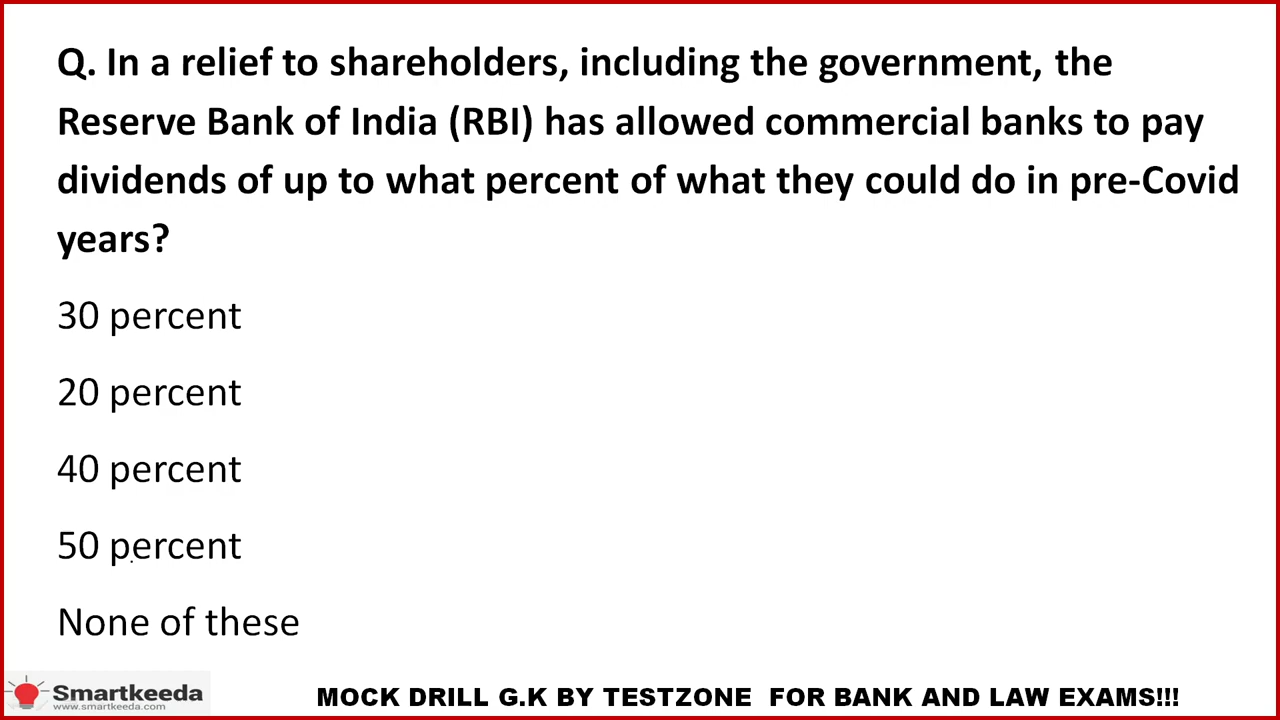 Q. In a relief to shareholders, including the government, the
Reserve Bank of India (RBI) has allowed commercial banks to pay
dividends of up to what percent of what they could do in pre-Covid
years?
30 percent
20 percent
40 percent
50 percent
None of these
Smartkeeda
www.smartkeeda.com
MOCK DRILL G.K BY TESTZONE FOR BANK AND LAW EXAMS!!!